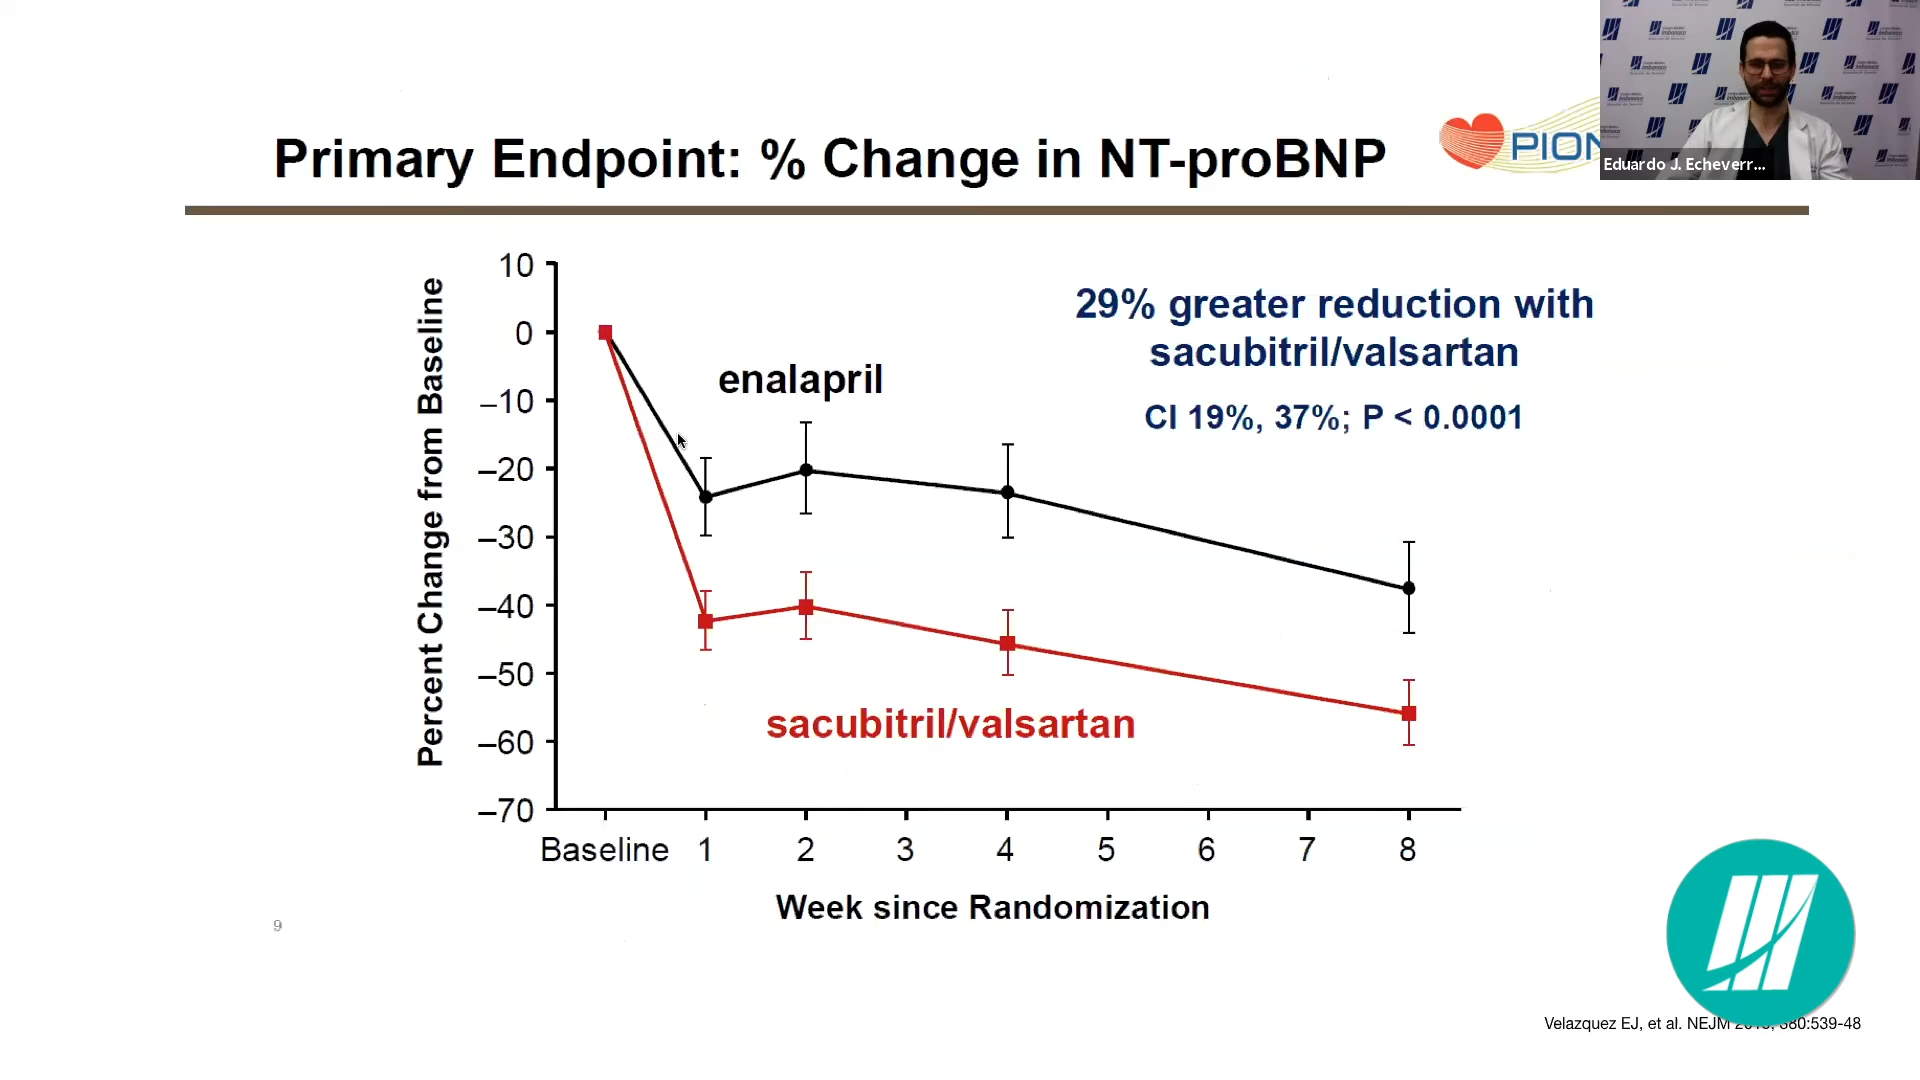 Primary Endpoint: % Change in NT-proBNP
PION
Eduardo J. Echeverr...
29% greater reduction with
sacubitril/valsartan
CI 19%, 37%; P < 0.0001
enalapril
sacubitril/valsartan
Percent Change from Baseline
10
0
–10
–20
–30
–40
–50
–60
–70
Baseline 1 2 3 4 5 6 7 8
Week since Randomization
9
Velazquez EJ, et al. NEJM 380:539-48